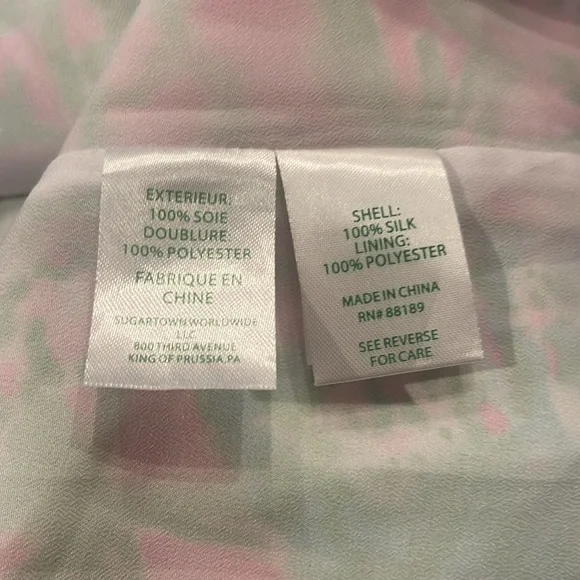 EXTERIEUR:
100% SOIE
DOUBLURE:
100% POLYESTER
FABRIQUE EN
CHINE
SUGARTOWN WORLDWIDE
LLC
800 THIRD AVENUE
KING OF PRUSSIA, PA
SHELL:
100% SILK
LINING:
100% POLYESTER
MADE IN CHINA
RN# 88189
SEE REVERSE
FOR CARE